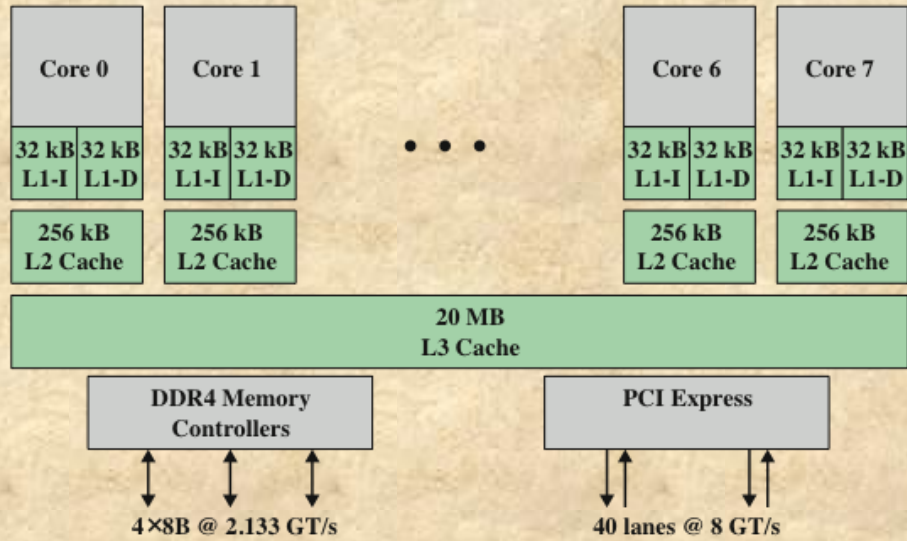 Core 0
Core 1
Core 6
Core 7
32 kB 32 kB
L1-I L1-D
32 kB 32 kB
L1-I L1-D
32 kB 32 kB
L1-I L1-D
32 kB 32 kB
L1-I L1-D
256 kB
L2 Cache
256 kB
L2 Cache
256 kB
L2 Cache
256 kB
L2 Cache
20 MB
L3 Cache
DDR4 Memory
Controllers
PCI Express
4×8B @ 2.133 GT/s
40 lanes @ 8 GT/s